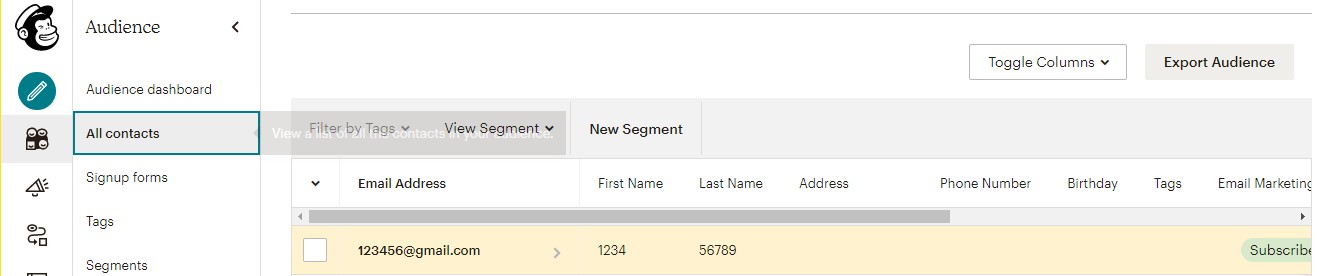 Audience
Toggle Columns
Export Audience
Audience dashboard
All contacts
View a list of all the contacts in your audience.
Filter by Tags
View Segment
New Segment
Signup forms
Email Address
First Name
Last Name
Address
Phone Number
Birthday
Tags
Email Marketing
Tags
123456@gmail.com
1234
56789
Subscribe
Segments